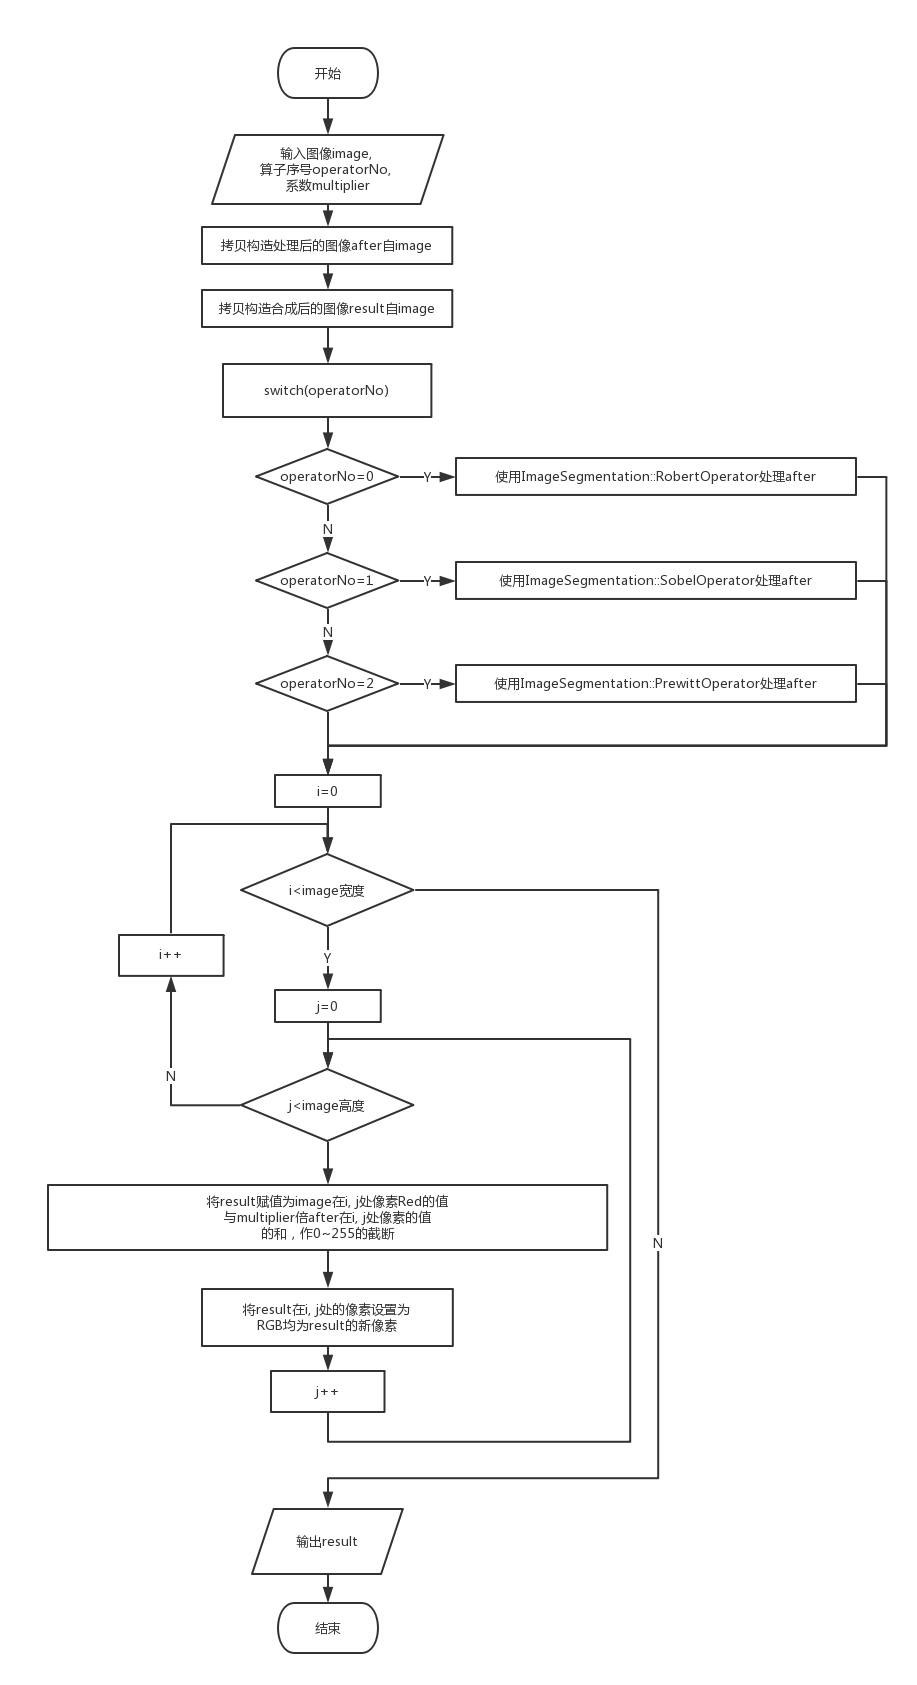 开始
输入图像image,
算子序号operatorNo,
系数multiplier
拷贝构造处理后的图像after自image
拷贝构造合成后的图像result自image
switch(operatorNo)
operatorNo=0
Y
使用ImageSegmentation::RobertOperator处理after
N
operatorNo=1
Y
使用ImageSegmentation::SobelOperator处理after
N
operatorNo=2
Y
使用ImageSegmentation::PrewittOperator处理after
i=0
i<image宽度
i++
Y
j=0
N
j<image高度
将result赋值为image在i, j处像素Red的值
与multiplier倍after在i, j处像素的值
的和，作0~255的截断
N
将result在i, j处的像素设置为
RGB均为result的新像素
j++
输出result
结束